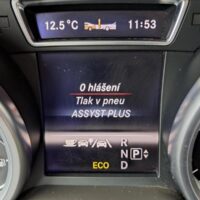 12.5°C 11:53
0 hlášení
Tlak v pneu
ASSYST PLUS
R
N P
ECO D